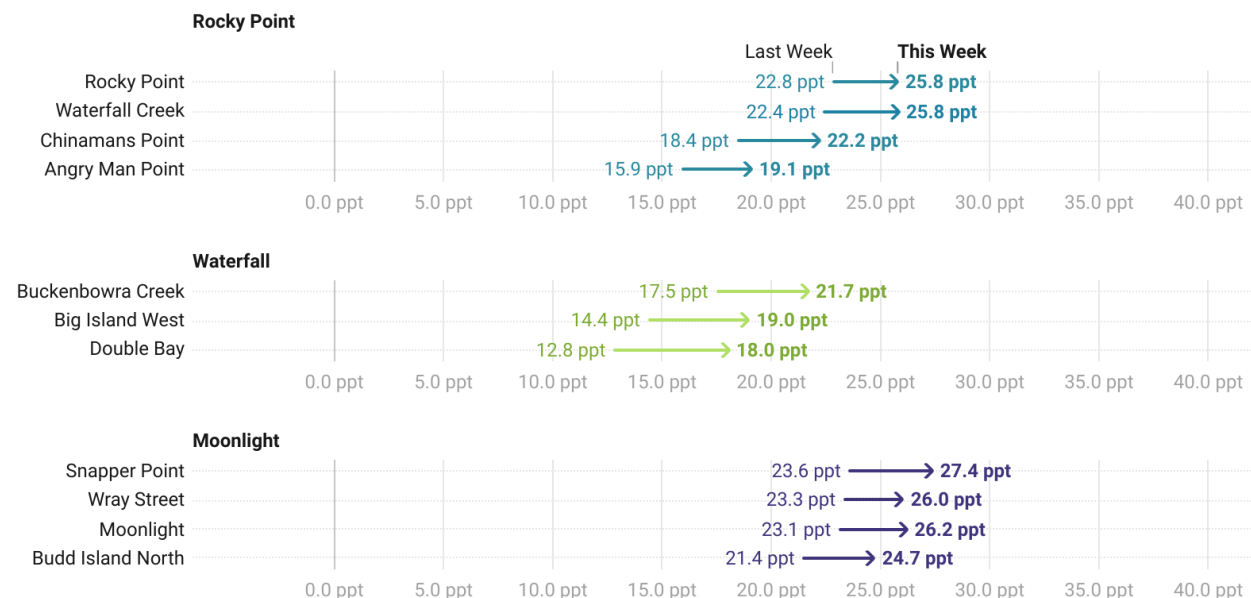 Rocky Point
Last Week This Week
Rocky Point 22.8 ppt 25.8 ppt
Waterfall Creek 22.4 ppt 25.8 ppt
Chinamans Point 18.4 ppt 22.2 ppt
Angry Man Point 15.9 ppt 19.1 ppt
0.0 ppt 5.0 ppt 10.0 ppt 15.0 ppt 20.0 ppt 25.0 ppt 30.0 ppt 35.0 ppt 40.0 ppt
Waterfall
Buckenbowra Creek 17.5 ppt 21.7 ppt
Big Island West 14.4 ppt 19.0 ppt
Double Bay 12.8 ppt 18.0 ppt
0.0 ppt 5.0 ppt 10.0 ppt 15.0 ppt 20.0 ppt 25.0 ppt 30.0 ppt 35.0 ppt 40.0 ppt
Moonlight
Snapper Point 23.6 ppt 27.4 ppt
Wray Street 23.3 ppt 26.0 ppt
Moonlight 23.1 ppt 26.2 ppt
Budd Island North 21.4 ppt 24.7 ppt
0.0 ppt 5.0 ppt 10.0 ppt 15.0 ppt 20.0 ppt 25.0 ppt 30.0 ppt 35.0 ppt 40.0 ppt